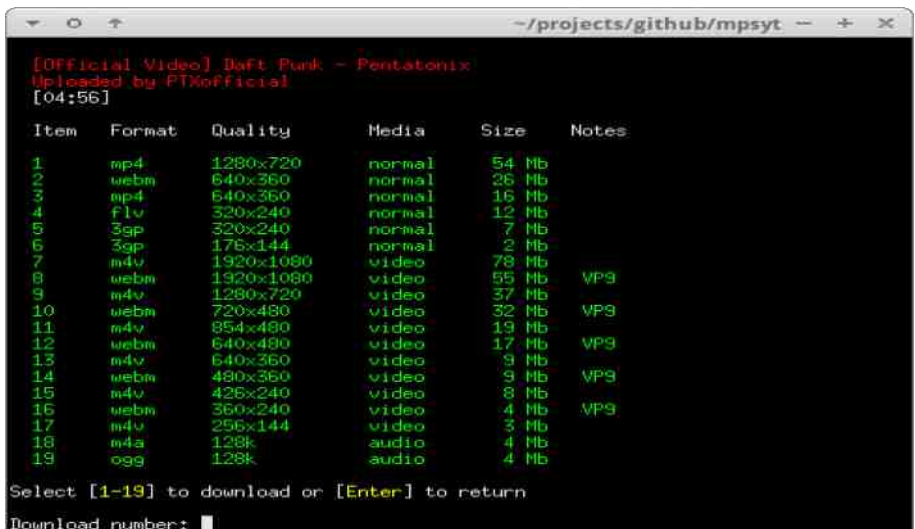 ~/projects/github/mpsyt
[Official Video] Daft Punk - Pentatonix
Uploaded by PTXofficial
[04:56]
Item Format Quality Media Size Notes
1 mp4 1280x720 normal 54 Mb
2 webm 640x360 normal 26 Mb
3 mp4 640x360 normal 16 Mb
4 flv 320x240 normal 12 Mb
5 3gp 320x240 normal 7 Mb
6 3gp 176x144 normal 2 Mb
7 m4v 1920x1080 video 78 Mb
8 webm 1920x1080 video 55 Mb VP9
9 m4v 1280x720 video 37 Mb
10 webm 720x480 video 32 Mb VP9
11 m4v 854x480 video 19 Mb
12 webm 640x480 video 17 Mb VP9
13 m4v 640x360 video 9 Mb
14 webm 480x360 video 9 Mb VP9
15 m4v 426x240 video 8 Mb
16 webm 360x240 video 4 Mb VP9
17 m4v 256x144 video 3 Mb
18 m4a 128k audio 4 Mb
19 ogg 128k audio 4 Mb
Select [1-19] to download or [Enter] to return
Download number: